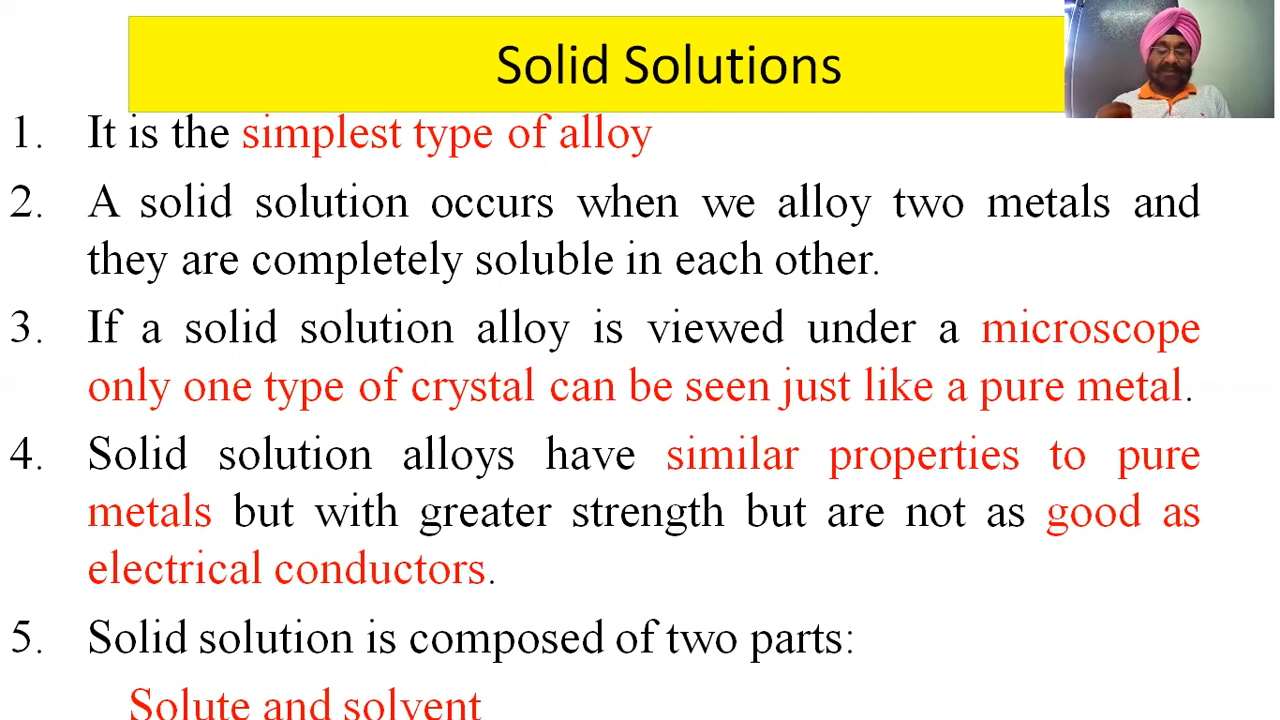 Solid Solutions
1. It is the simplest type of alloy
2. A solid solution occurs when we alloy two metals and
they are completely soluble in each other.
3. If a solid solution alloy is viewed under a microscope
only one type of crystal can be seen just like a pure metal.
4. Solid solution alloys have similar properties to pure
metals but with greater strength but are not as good as
electrical conductors.
5. Solid solution is composed of two parts:
Solute and solvent